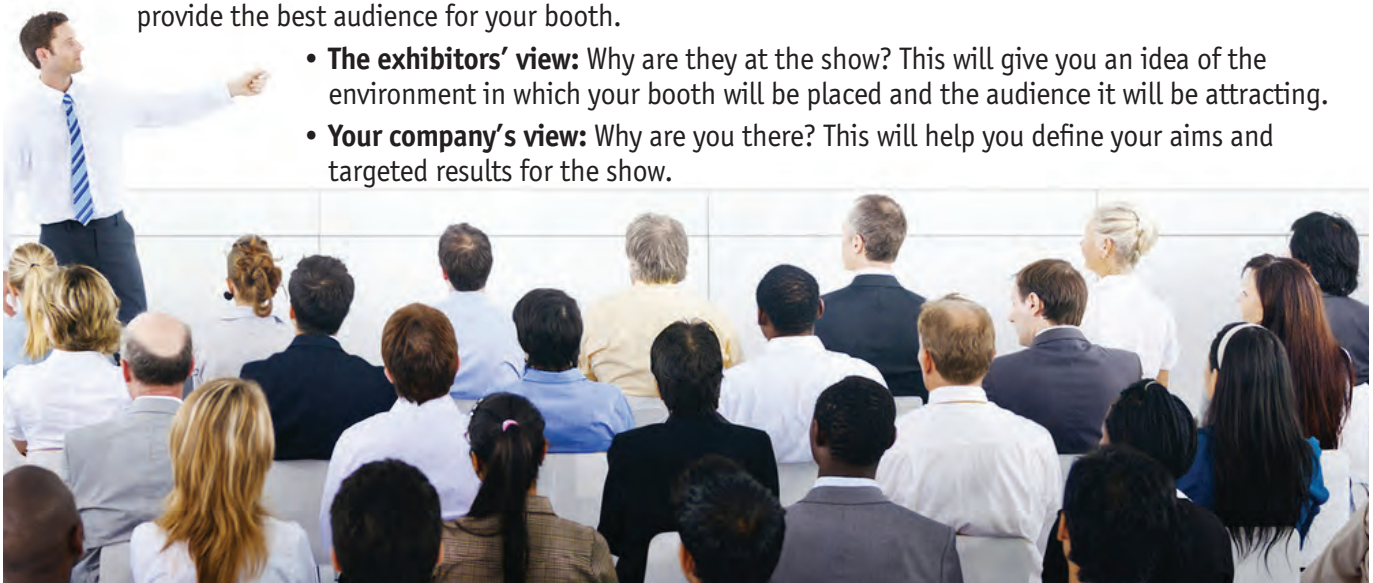 provide the best audience for your booth.
• The exhibitors’ view: Why are they at the show? This will give you an idea of the
environment in which your booth will be placed and the audience it will be attracting.
• Your company’s view: Why are you there? This will help you define your aims and
targeted results for the show.